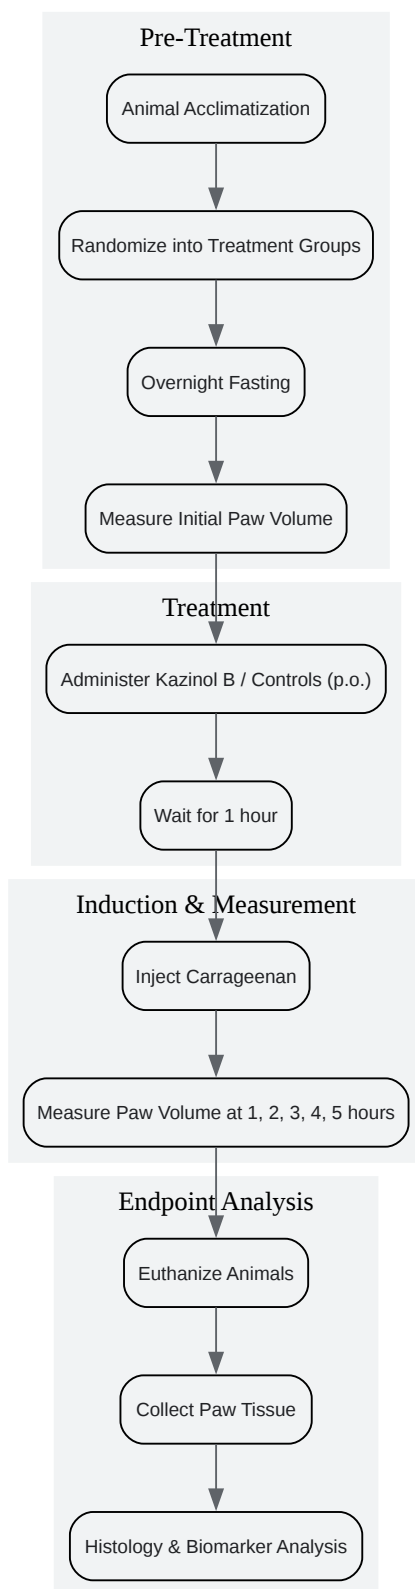 Pre-Treatment
Animal Acclimatization
Randomize into Treatment Groups
Overnight Fasting
Measure Initial Paw Volume
Treatment
Administer Kazinol B / Controls (p.o.)
Wait for 1 hour
Induction & Measurement
Inject Carrageenan
Measure Paw Volume at 1, 2, 3, 4, 5 hours
Endpoint Analysis
Euthanize Animals
Collect Paw Tissue
Histology & Biomarker Analysis